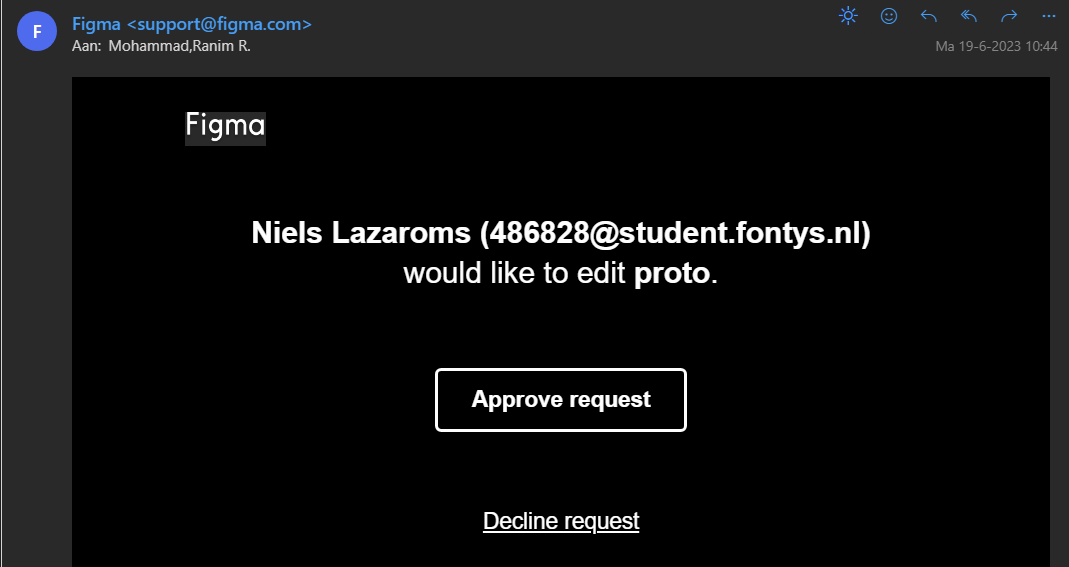 F
Figma <support@figma.com>
Aan: Mohammad,Ranim R.
Ma 19-6-2023 10:44
Figma
Niels Lazaroms (486828@student.fontys.nl)
would like to edit proto.
Approve request
Decline request